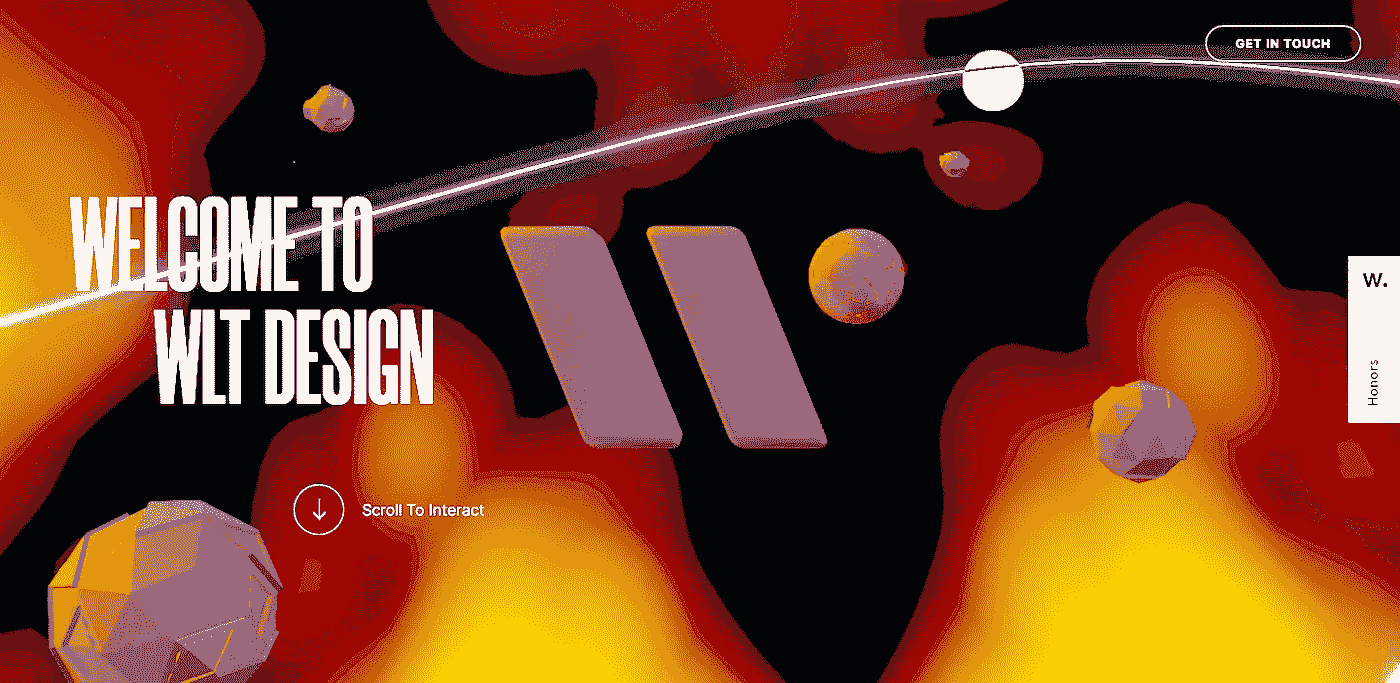 GET IN TOUCH
WELCOME TO
WLT DESIGN
W.
Honors
Scroll To Interact